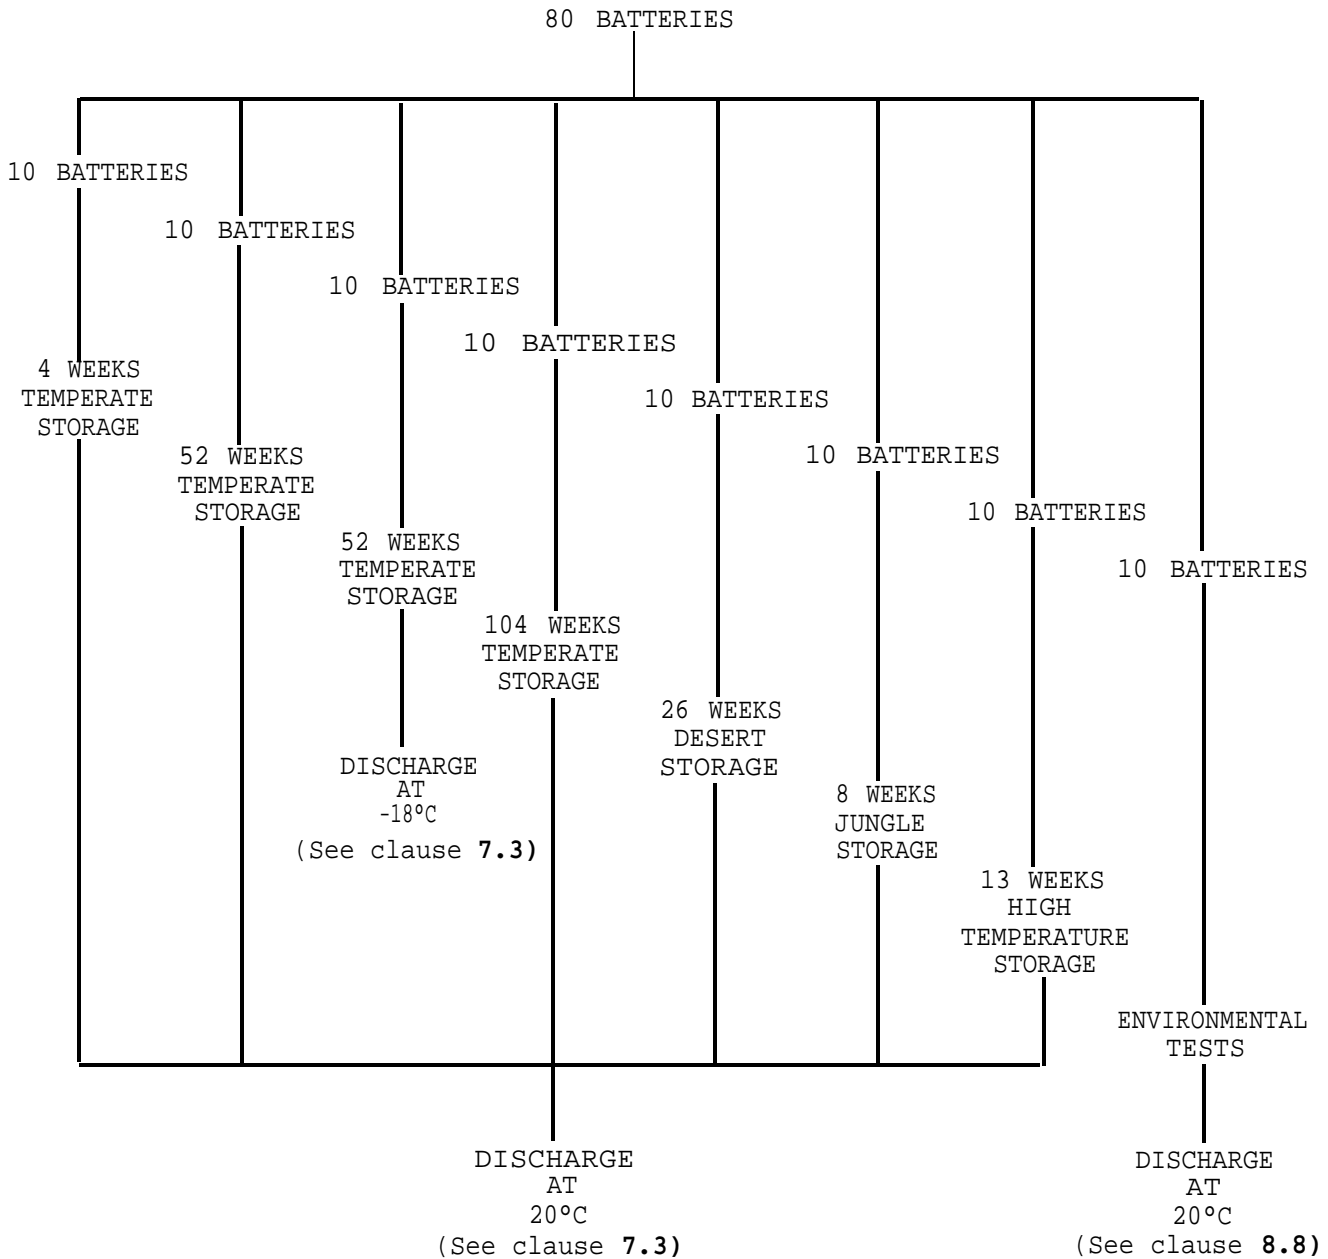 80 BATTERIES
10 BATTERIES
10 BATTERIES
10 BATTERIES
10 BATTERIES
10 BATTERIES
10 BATTERIES
10 BATTERIES
10 BATTERIES
4 WEEKS
TEMPERATE
STORAGE
52 WEEKS
TEMPERATE
STORAGE
52 WEEKS
TEMPERATE
STORAGE
DISCHARGE
AT
-18ºC
(See clause 7.3)
104 WEEKS
TEMPERATE
STORAGE
26 WEEKS
DESERT
STORAGE
8 WEEKS
JUNGLE
STORAGE
13 WEEKS
HIGH
TEMPERATURE
STORAGE
ENVIRONMENTAL
TESTS
DISCHARGE
AT
20ºC
(See clause 7.3)
DISCHARGE
AT
20ºC
(See clause 8.8)